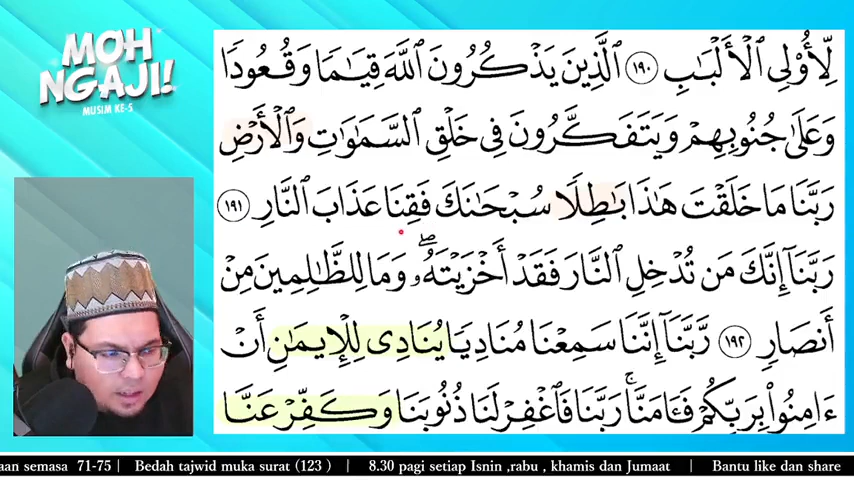 MOH
NGAJI!
MUSIM KE-5
لِّأُو۟لِى ٱلْأَلْبَـٰبِ ١٩٠ ٱلَّذِينَ يَذْكُرُونَ ٱللَّهَ قِيَـٰمًا وَقُعُودًا
وَعَلَىٰ جُنُوبِهِمْ وَيَتَفَكَّرُونَ فِى خَلْقِ ٱلسَّمَـٰوَٰتِ وَٱلْأَرْضِ
رَبَّنَا مَا خَلَقْتَ هَـٰذَا بَـٰطِلًا سُبْحَـٰنَكَ فَقِنَا عَذَابَ ٱلنَّارِ ١٩١
رَبَّنَآ إِنَّكَ مَن تُدْخِلِ ٱلنَّارَ فَقَدْ أَخْزَيْتَهُۥ ۖ وَمَا لِلظَّـٰلِمِينَ مِنْ
أَنصَارٍ ١٩٢ رَّبَّنَآ إِنَّنَا سَمِعْنَا مُنَادِيًا يُنَادِى لِلْإِيمَـٰنِ أَنْ
ءَامِنُوا۟ بِرَبِّكُمْ فَـَٔامَنَّا ۚ رَبَّنَا فَٱغْفِرْ لَنَا ذُنُوبَنَا وَكَفِّرْ عَنَّا
aan semasa 71-75 | Bedah tajwid muka surat (123 ) | 8.30 pagi setiap Isnin ,rabu , khamis dan Jumaat | Bantu like dan share